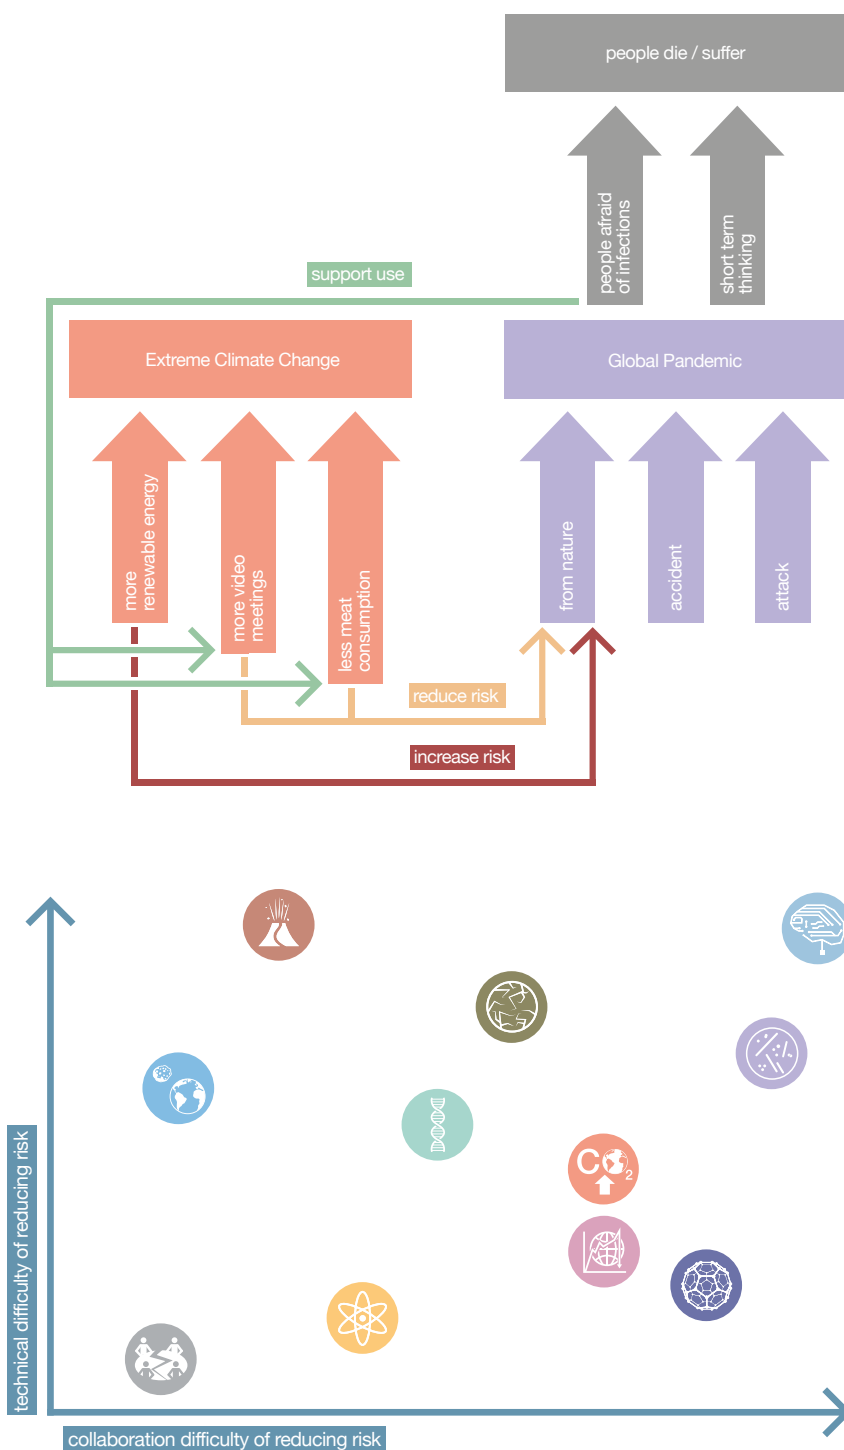 people die / suffer
people afraid
of infections
short term
thinking
support use
Extreme Climate Change
Global Pandemic
more
renewable energy
more video
meetings
less meat
consumption
from nature
accident
attack
reduce risk
increase risk
CO2
technical difficulty of reducing risk
collaboration difficulty of reducing risk